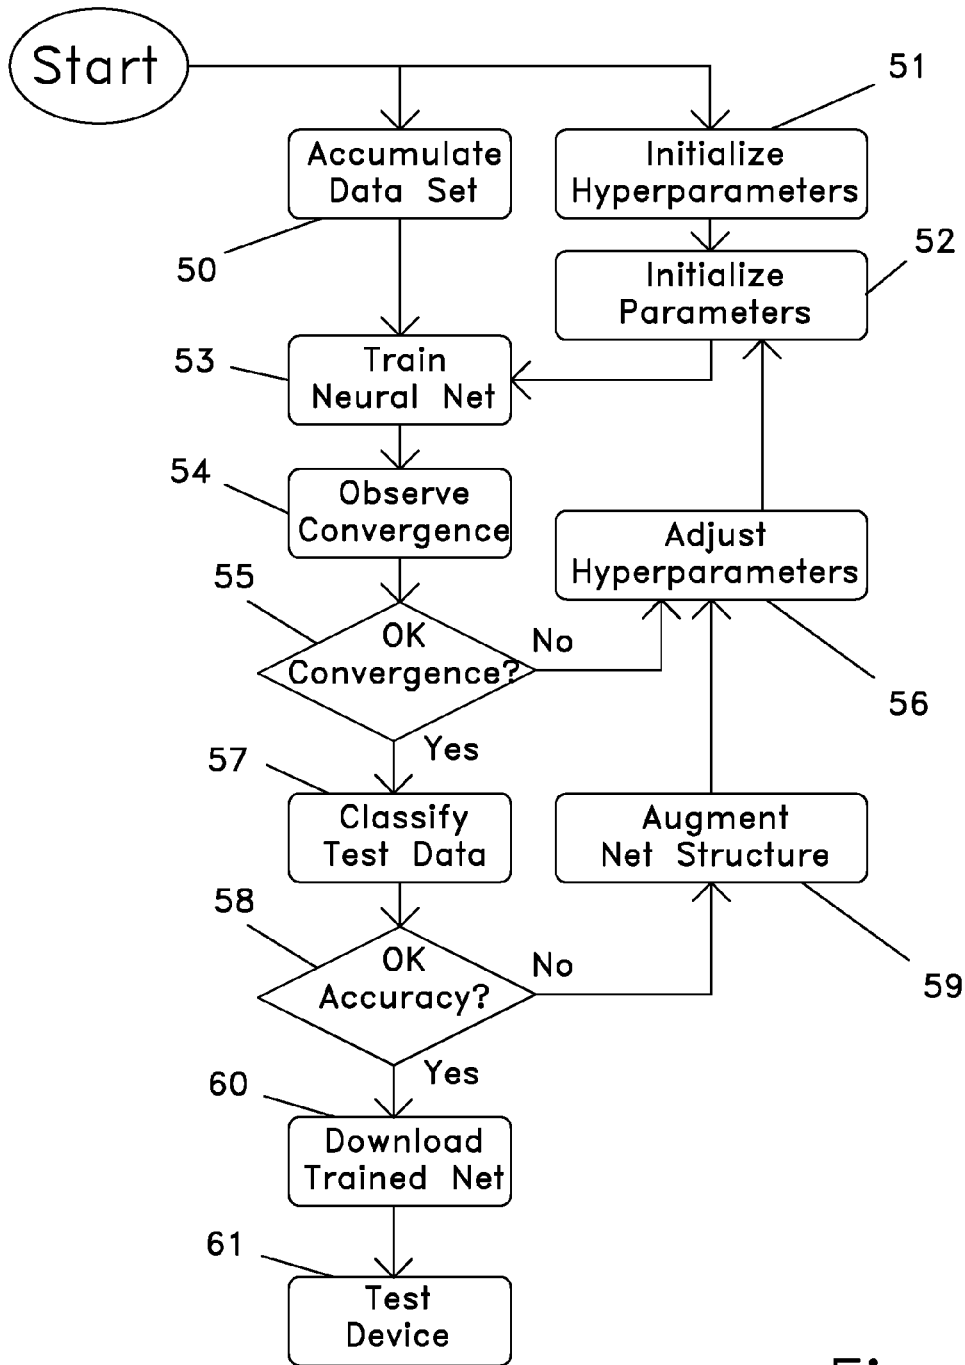 Start
51
Accumulate
Data Set
Initialize
Hyperparameters
50
52
Initialize
Parameters
53
Train
Neural Net
54
Observe
Convergence
Adjust
Hyperparameters
55
OK
Convergence?
No
56
Yes
57
Classify
Test Data
Augment
Net Structure
58
OK
Accuracy?
No
59
Yes
60
Download
Trained Net
61
Test
Device